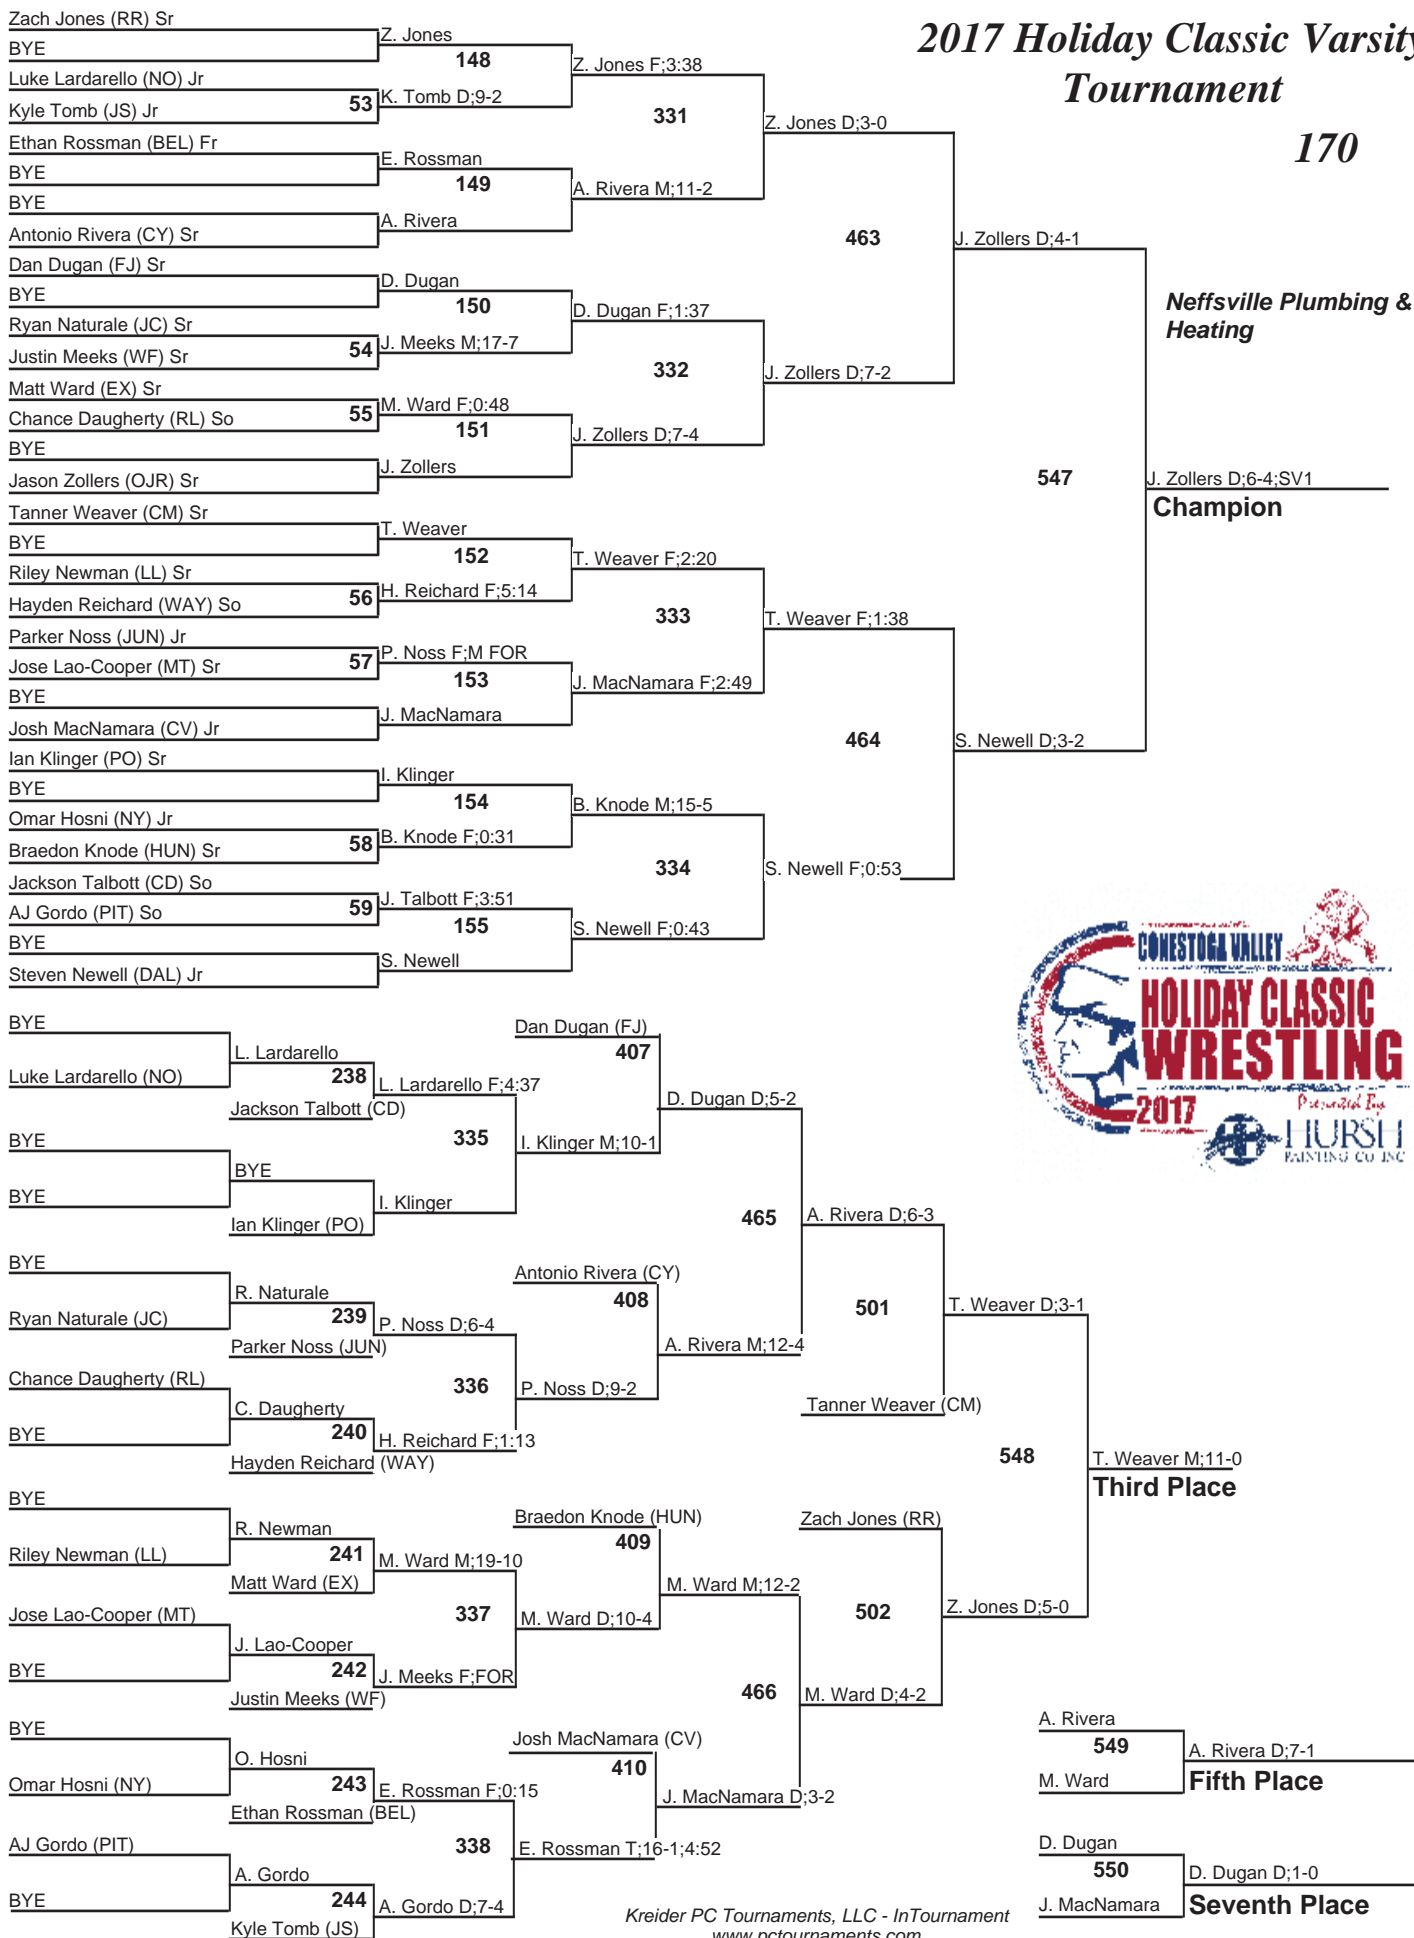 2017 Holiday Classic Varsity
Tournament
170
Zach Jones (RR) Sr
BYE
Luke Lardarello (NO) Jr
Kyle Tomb (JS) Jr
Ethan Rossman (BEL) Fr
BYE
BYE
Antonio Rivera (CY) Sr
Dan Dugan (FJ) Sr
BYE
Ryan Naturale (JC) Sr
Justin Meeks (WF) Sr
Matt Ward (EX) Sr
Chance Daugherty (RL) So
BYE
Jason Zollers (OJR) Sr
Tanner Weaver (CM) Sr
BYE
Riley Newman (LL) Sr
Hayden Reichard (WAY) So
Parker Noss (JUN) Jr
Jose Lao-Cooper (MT) Sr
BYE
Josh MacNamara (CV) Jr
Ian Klinger (PO) Sr
BYE
Omar Hosni (NY) Jr
Braedon Knode (HUN) Sr
Jackson Talbott (CD) So
AJ Gordo (PIT) So
BYE
Steven Newell (DAL) Jr
53
54
55
56
57
58
59
Z. Jones
148
K. Tomb D;9-2
E. Rossman
149
A. Rivera
D. Dugan
150
J. Meeks M;17-7
M. Ward F;0:48
151
J. Zollers
T. Weaver
152
H. Reichard F;5:14
P. Noss F;M FOR
153
J. MacNamara
I. Klinger
154
B. Knode F;0:31
J. Talbott F;3:51
155
S. Newell
Z. Jones F;3:38
331
A. Rivera M;11-2
D. Dugan F;1:37
332
J. Zollers D;7-4
T. Weaver F;2:20
333
J. MacNamara F;2:49
B. Knode M;15-5
334
S. Newell F;0:43
Z. Jones D;3-0
463
J. Zollers D;7-2
T. Weaver F;1:38
464
S. Newell F;0:53
J. Zollers D;4-1
547
S. Newell D;3-2
J. Zollers D;6-4;SV1
Champion
Neffsville Plumbing &
Heating
CONESTOGA VALLEY
HOLIDAY CLASSIC
WRESTLING
2017
Presented By
HURSH
PAINTING CO INC
BYE
Luke Lardarello (NO)
BYE
BYE
BYE
Ryan Naturale (JC)
Chance Daugherty (RL)
BYE
BYE
Riley Newman (LL)
Jose Lao-Cooper (MT)
BYE
BYE
Omar Hosni (NY)
AJ Gordo (PIT)
BYE
L. Lardarello
238
Jackson Talbott (CD)
BYE
Ian Klinger (PO)
R. Naturale
239
Parker Noss (JUN)
C. Daugherty
240
Hayden Reichard (WAY)
R. Newman
241
Matt Ward (EX)
J. Lao-Cooper
242
Justin Meeks (WF)
O. Hosni
243
Ethan Rossman (BEL)
A. Gordo
244
Kyle Tomb (JS)
L. Lardarello F;4:37
335
I. Klinger
P. Noss D;6-4
336
H. Reichard F;1:13
M. Ward M;19-10
337
J. Meeks F;FOR
E. Rossman F;0:15
338
A. Gordo D;7-4
Dan Dugan (FJ)
407
I. Klinger M;10-1
Antonio Rivera (CY)
408
P. Noss D;9-2
Braedon Knode (HUN)
409
M. Ward D;10-4
Josh MacNamara (CV)
410
E. Rossman T;16-1;4:52
D. Dugan D;5-2
465
A. Rivera M;12-4
M. Ward M;12-2
466
J. MacNamara D;3-2
A. Rivera D;6-3
501
Tanner Weaver (CM)
Zach Jones (RR)
502
M. Ward D;4-2
T. Weaver D;3-1
548
Z. Jones D;5-0
T. Weaver M;11-0
Third Place
A. Rivera
549
M. Ward
A. Rivera D;7-1
Fifth Place
D. Dugan
550
J. MacNamara
D. Dugan D;1-0
Seventh Place
Kreider PC Tournaments, LLC - InTournament
www.pctournaments.com